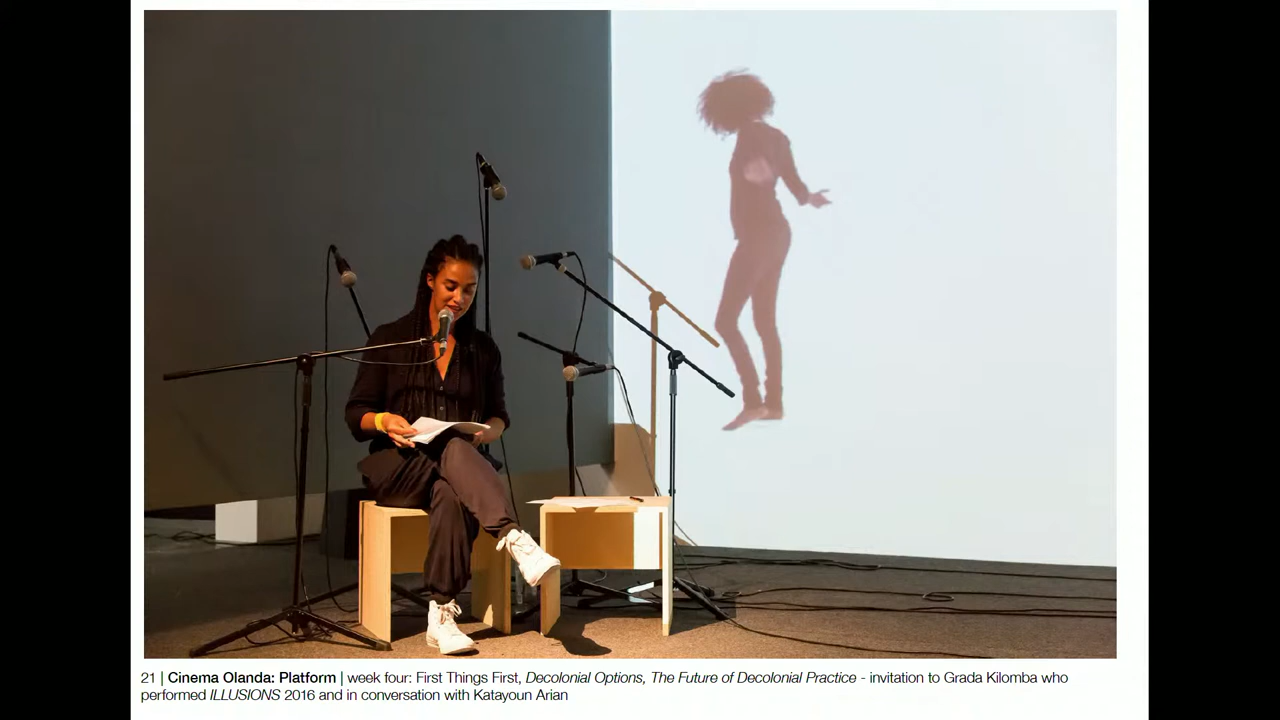 21 | Cinema Olanda: Platform | week four: First Things First, Decolonial Options, The Future of Decolonial Practice - invitation to Grada Kilomba who
performed ILLUSIONS 2016 and in conversation with Katayoun Arian